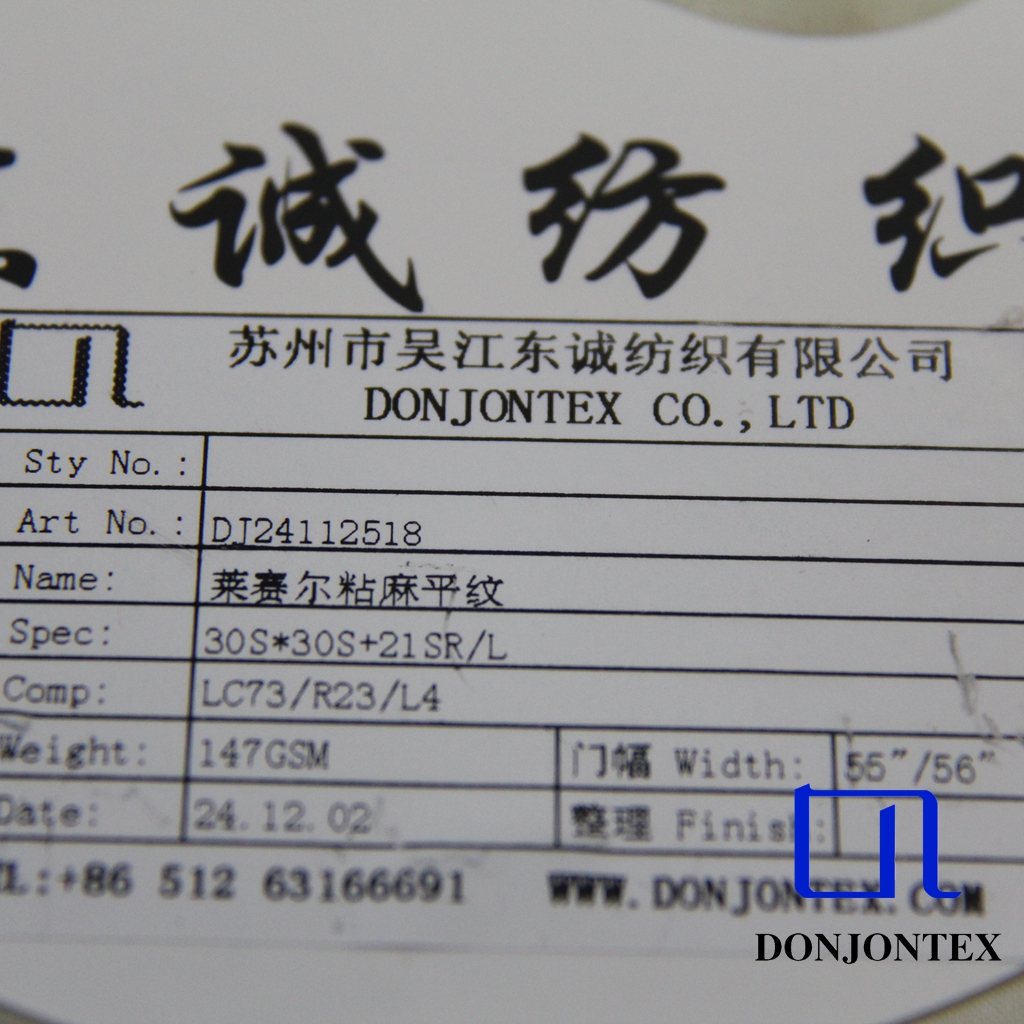 诚纺织
苏州市吴江东诚纺织有限公司
DONJONTEX CO.,LTD
Sty No.:
Art No.: DJ24112518
Name: 莱赛尔粘麻平纹
Spec: 30S*30S+21SR/L
Comp: LC73/R23/L4
Weight: 147GSM 门幅 Width: 55"/56"
Date: 24.12.02 整理 Finish:
EL:+86 512 63166691 WWW.DONJONTEX.COM
DONJONTEX